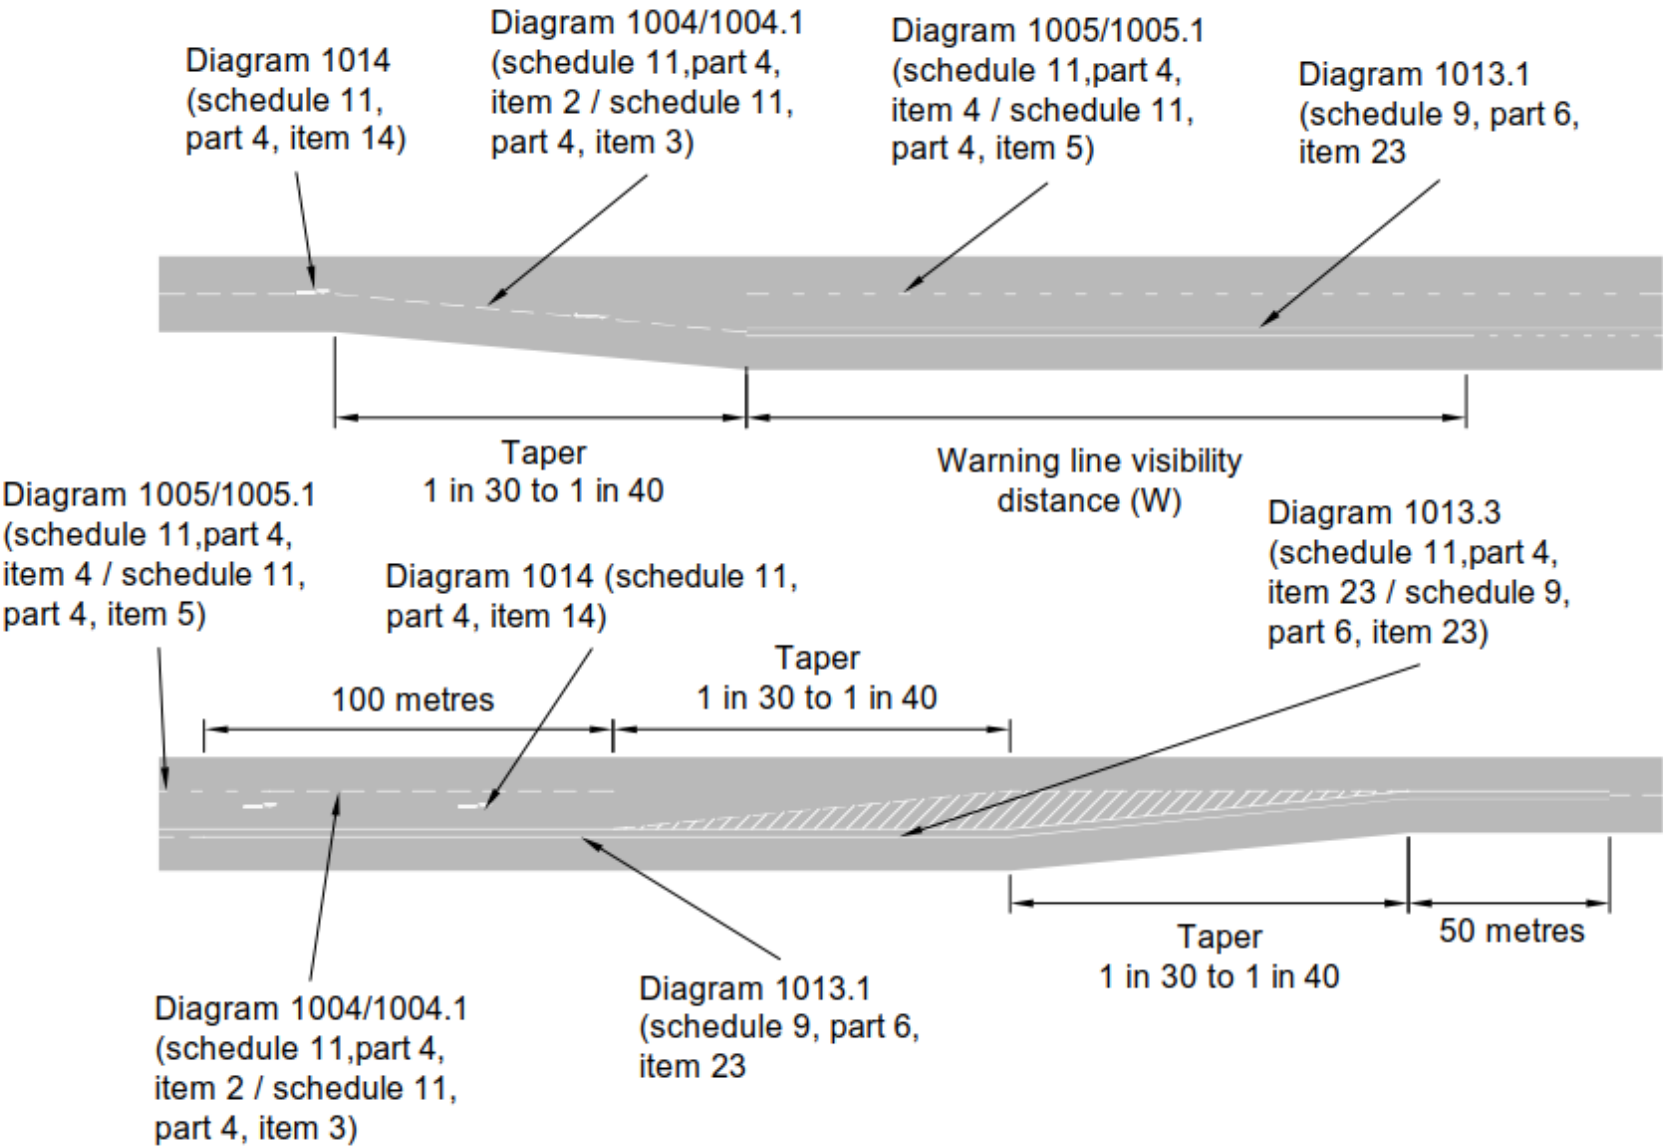 Diagram 1014
(schedule 11,
part 4, item 14)
Diagram 1004/1004.1
(schedule 11,part 4,
item 2 / schedule 11,
part 4, item 3)
Diagram 1005/1005.1
(schedule 11,part 4,
item 4 / schedule 11,
part 4, item 5)
Diagram 1013.1
(schedule 9, part 6,
item 23
Taper
1 in 30 to 1 in 40
Warning line visibility
distance (W)
Diagram 1005/1005.1
(schedule 11,part 4,
item 4 / schedule 11,
part 4, item 5)
Diagram 1014 (schedule 11,
part 4, item 14)
Diagram 1013.3
(schedule 11,part 4,
item 23 / schedule 9,
part 6, item 23)
100 metres
Taper
1 in 30 to 1 in 40
Taper
1 in 30 to 1 in 40
50 metres
Diagram 1004/1004.1
(schedule 11,part 4,
item 2 / schedule 11,
part 4, item 3)
Diagram 1013.1
(schedule 9, part 6,
item 23